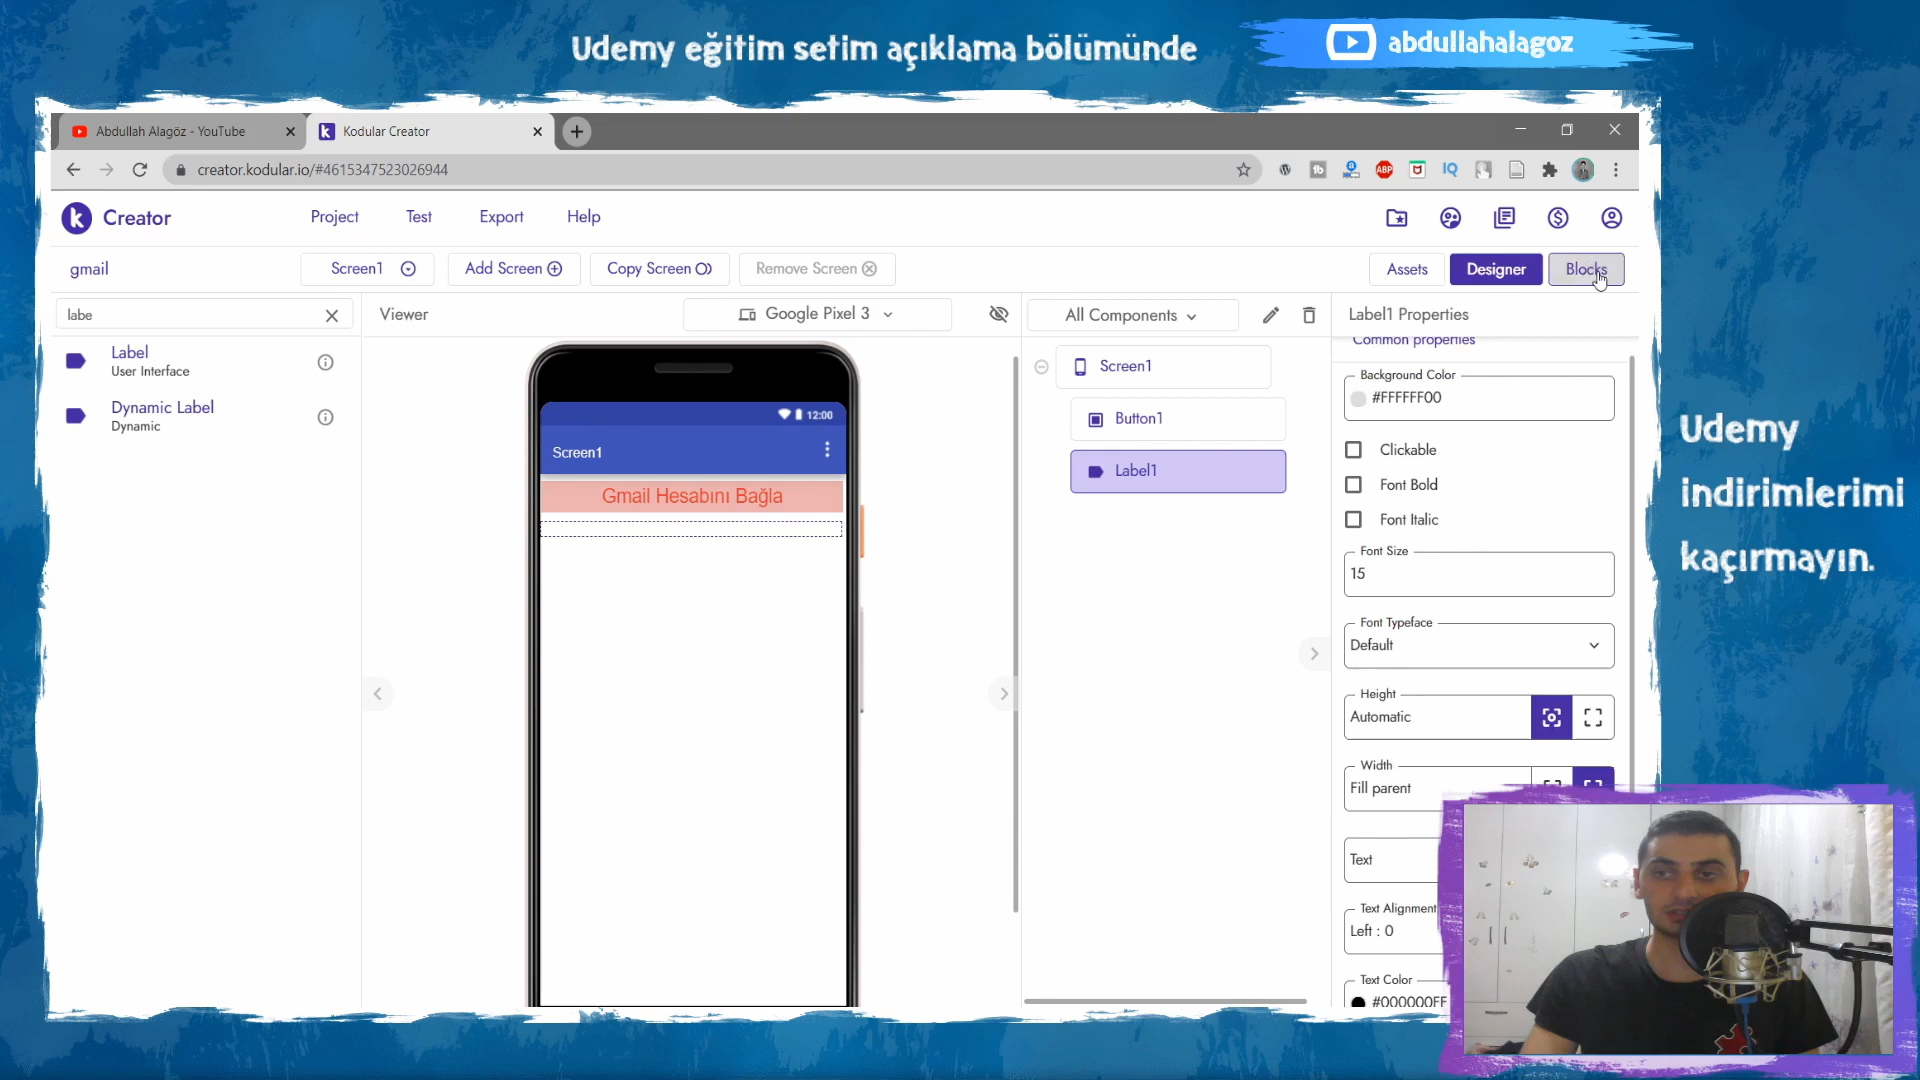 Udemy eğitim setim açıklama bölümünde
abdullahalagoz
Abdullah Alagöz - YouTube
Kodular Creator
creator.kodular.io/#4615347523026944
Creator
Project
Test
Export
Help
gmail
Screen1
Add Screen
Copy Screen
Remove Screen
Assets
Designer
Blocks
labe
Label
User Interface
Dynamic Label
Dynamic
Viewer
Google Pixel 3
12:00
Screen1
Gmail Hesabını Bağla
All Components
Screen1
Button1
Label1
Label1 Properties
Common properties
Background Color
#FFFFFF00
Clickable
Font Bold
Font Italic
Font Size
15
Font Typeface
Default
Height
Automatic
Width
Fill parent
Text
Text Alignment
Left : 0
Text Color
#000000FF
Udemy
indirimlerimi
kaçırmayın.